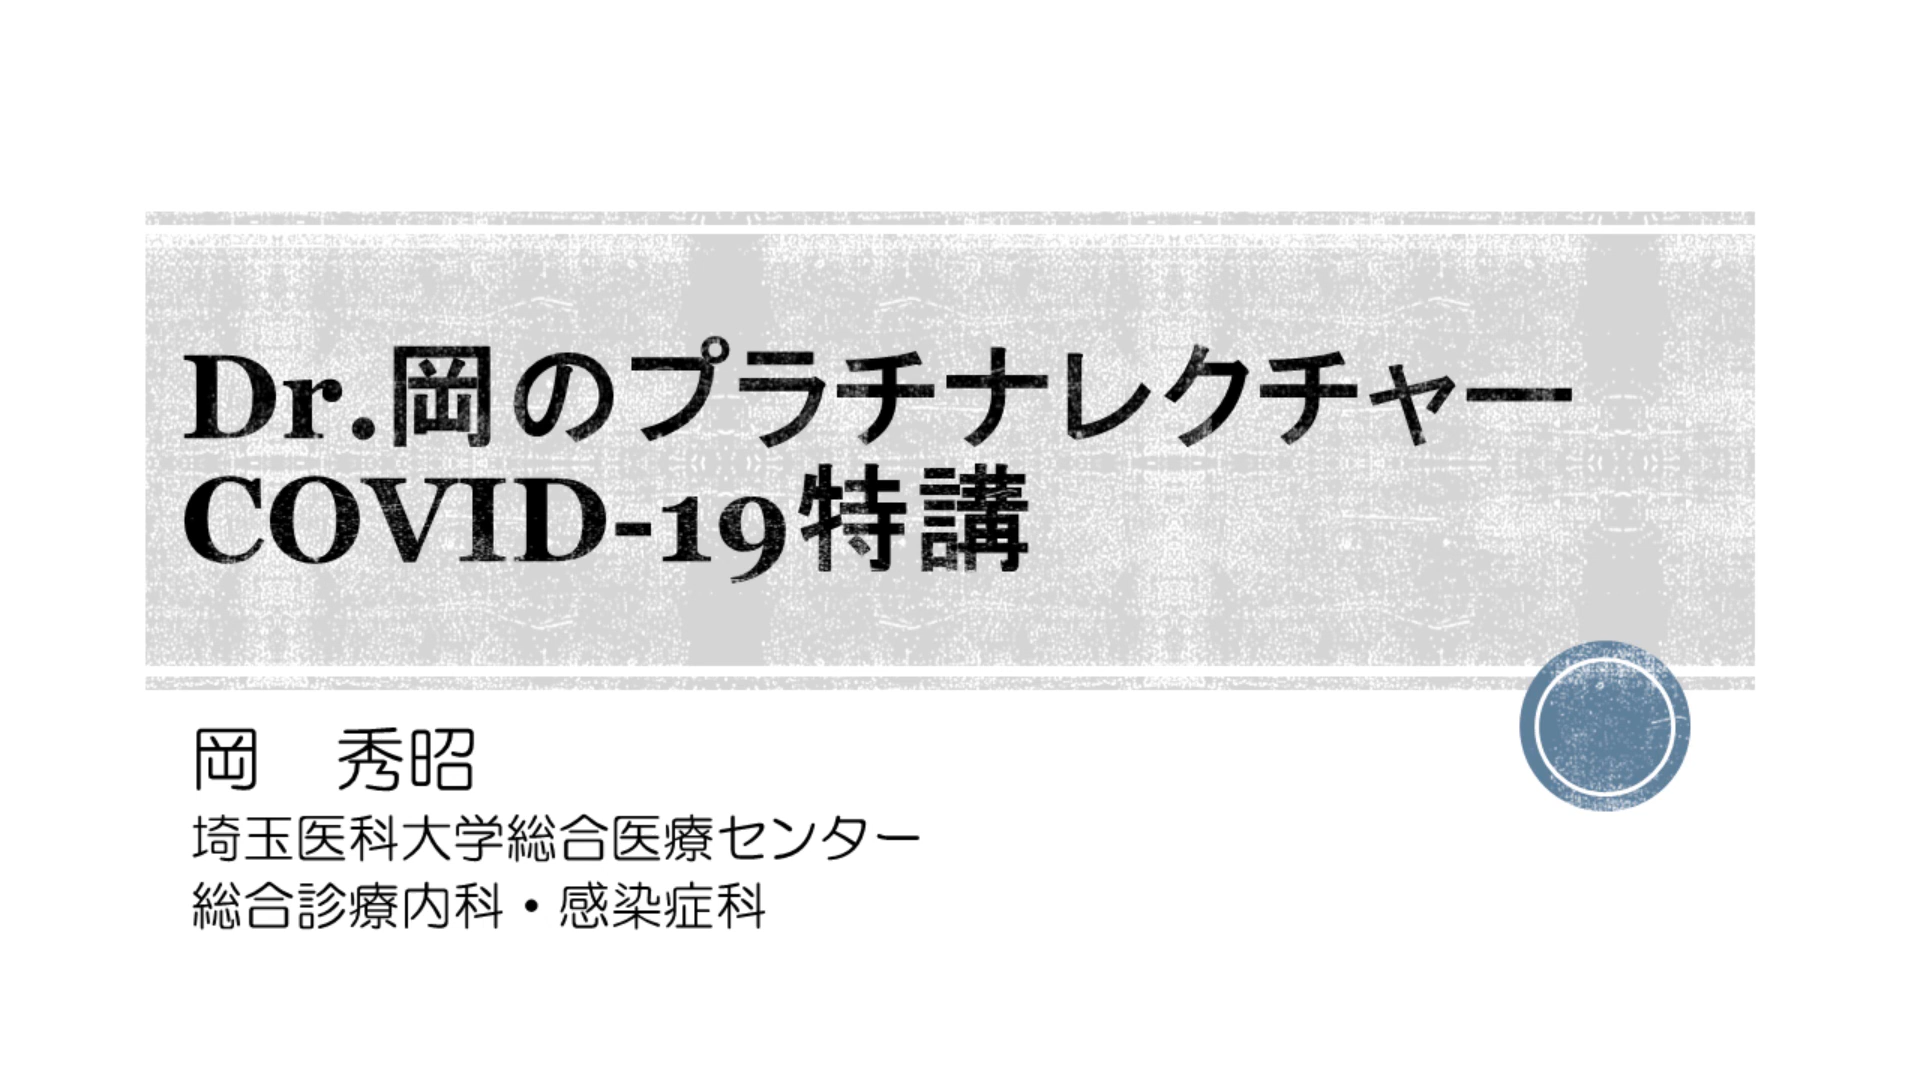 Dr.岡のプラチナレクチャー
COVID-19特講
岡　秀昭
埼玉医科大学総合医療センター
総合診療内科・感染症科